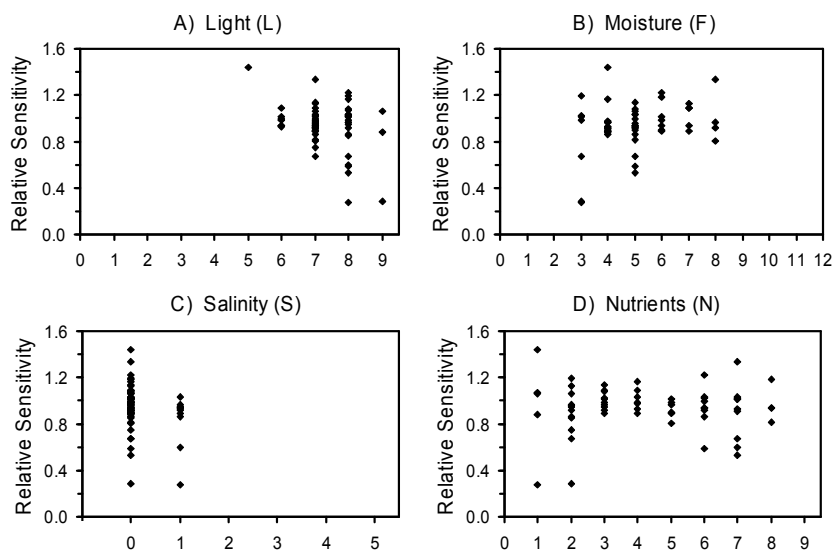 A) Light (L)
Relative Sensitivity
1.6
1.2
0.8
0.4
0.0
0 1 2 3 4 5 6 7 8 9
B) Moisture (F)
Relative Sensitivity
1.6
1.2
0.8
0.4
0.0
0 1 2 3 4 5 6 7 8 9 10 11 12
C) Salinity (S)
Relative Sensitivity
1.6
1.2
0.8
0.4
0.0
0 1 2 3 4 5
D) Nutrients (N)
Relative Sensitivity
1.6
1.2
0.8
0.4
0.0
0 1 2 3 4 5 6 7 8 9